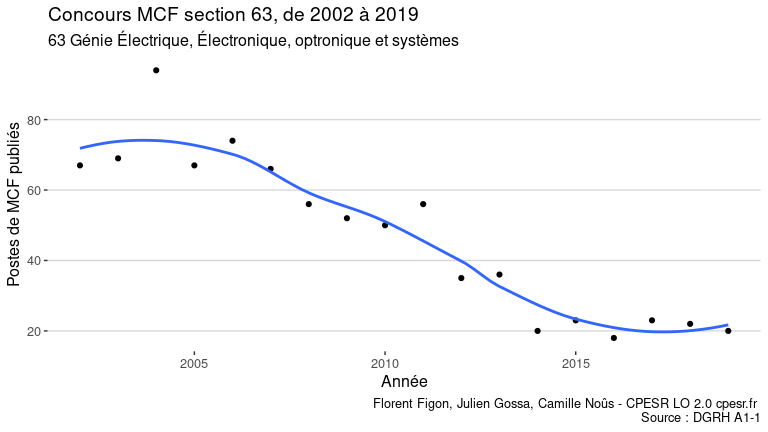 Concours MCF section 63, de 2002 à 2019
63 Génie Électrique, Électronique, optronique et systèmes
Postes de MCF publiés
80
60
40
20
2005
2010
2015
Année
Florent Figon, Julien Gossa, Camille Noûs - CPESR LO 2.0 cpesr.fr
Source : DGRH A1-1